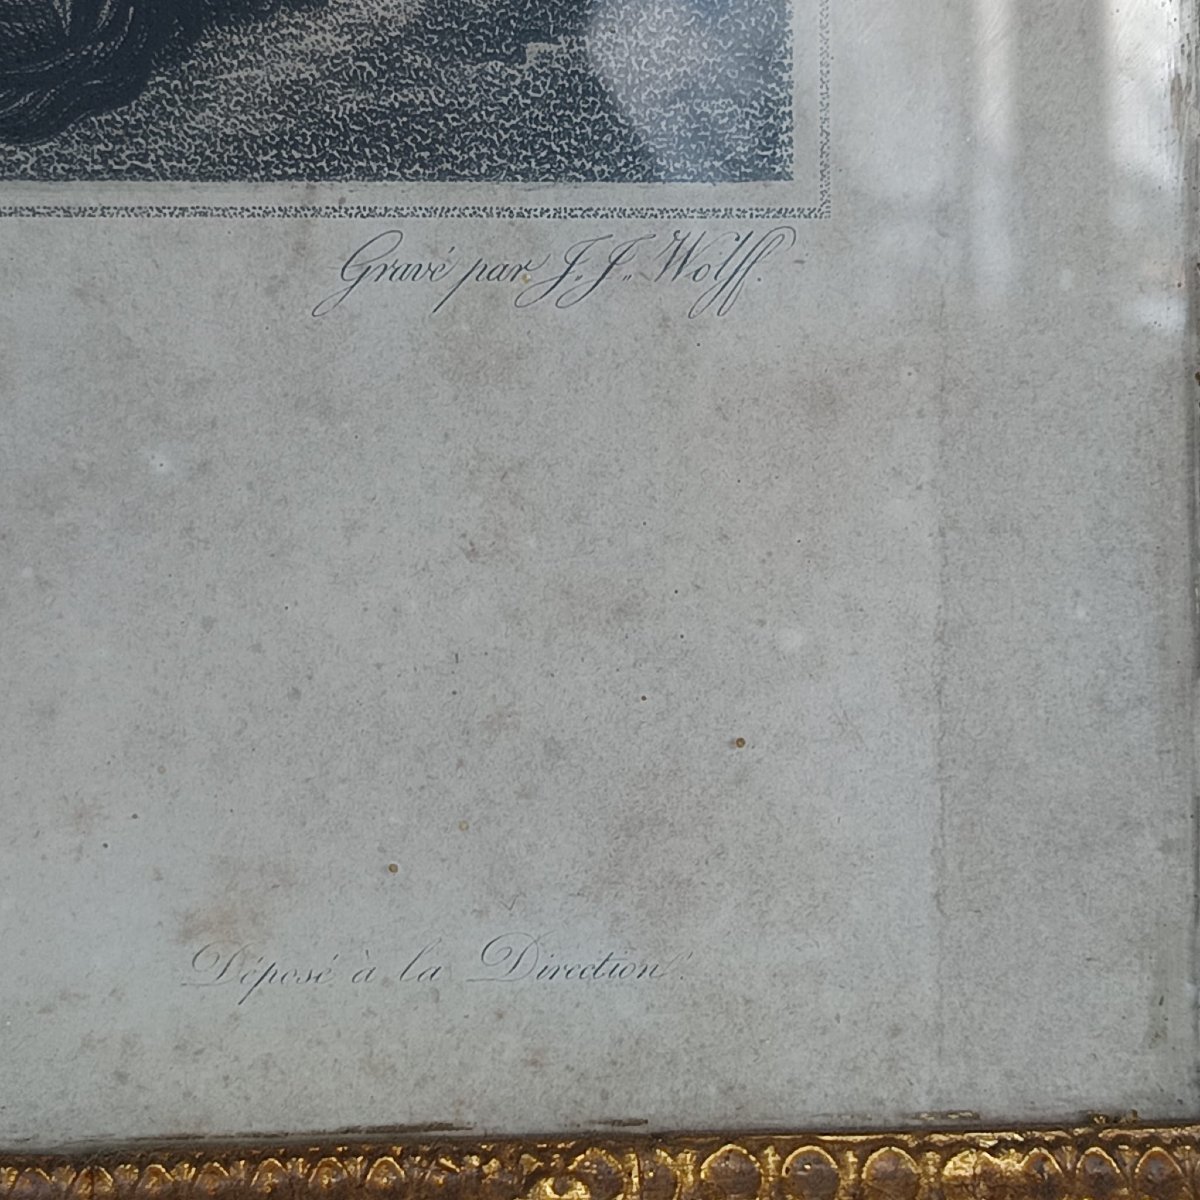 Gravé par J. J. Wolff.
Déposé à la Direction.